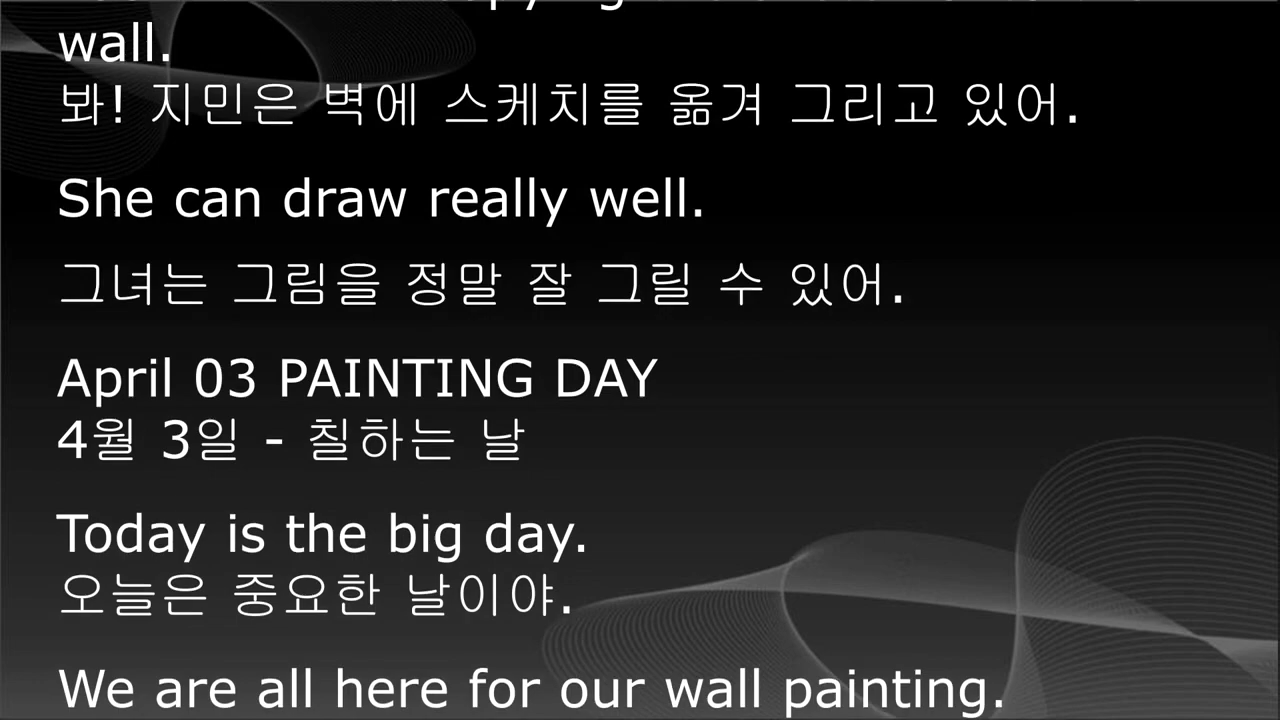 wall.
봐! 지민은 벽에 스케치를 옮겨 그리고 있어.
She can draw really well.
그녀는 그림을 정말 잘 그릴 수 있어.
April 03 PAINTING DAY
4월 3일 - 칠하는 날
Today is the big day.
오늘은 중요한 날이야.
We are all here for our wall painting.